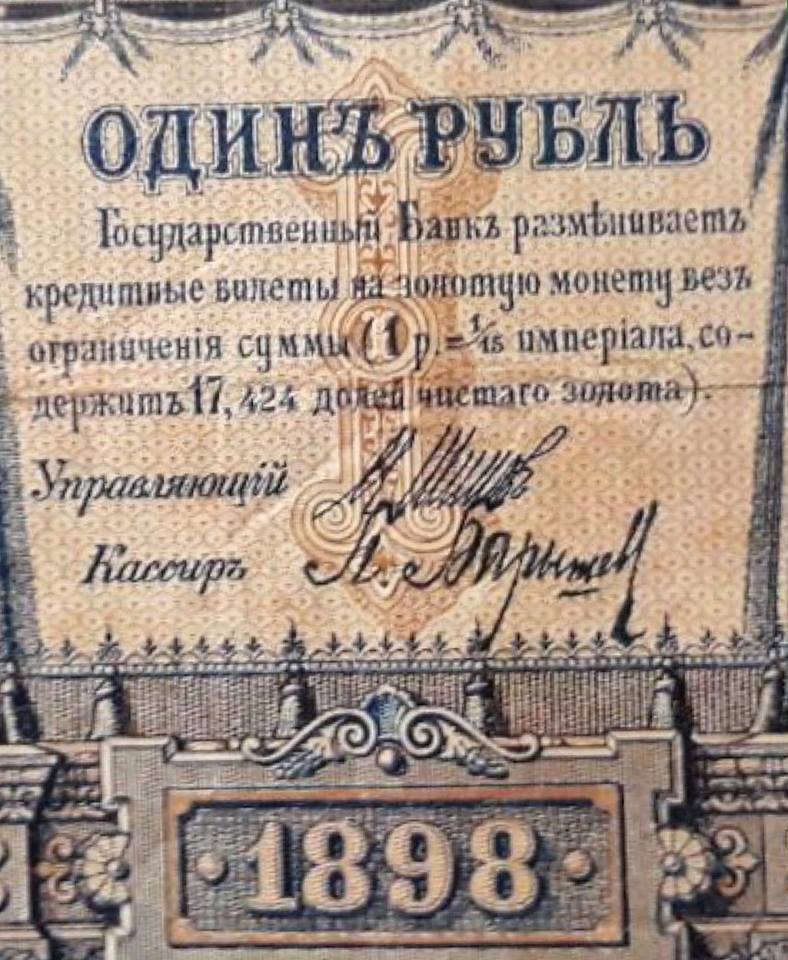 ОДИНЪ РУБЛЬ
Государственный Банкъ размѣниваетъ
кредитные билеты на золотую монету безъ
ограниченія суммы (1 р.= 1/15 имперіала, со-
держитъ 17,424 долей чистаго золота).
Управляющій
Кассиръ
1898